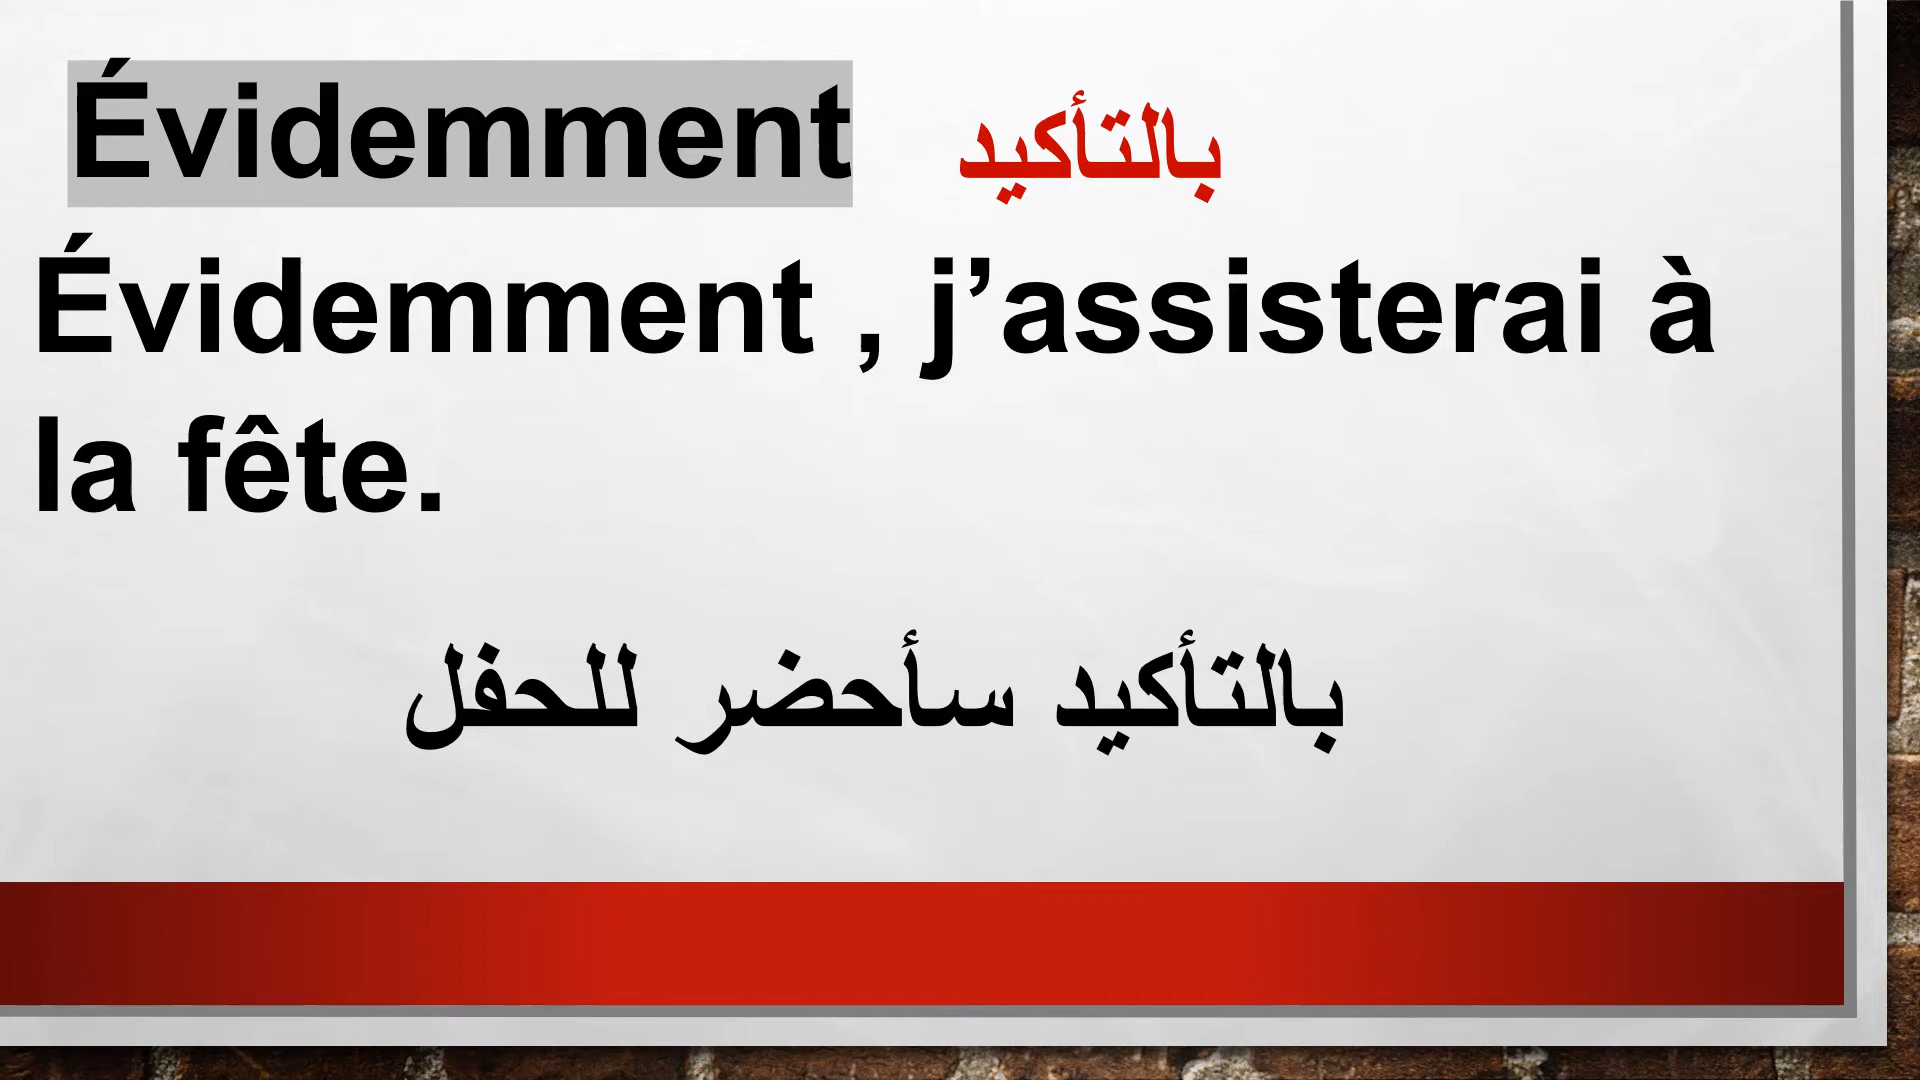 Évidemment بالتأكيد
Évidemment , j’assisterai à
la fête.
بالتأكيد سأحضر للحفل